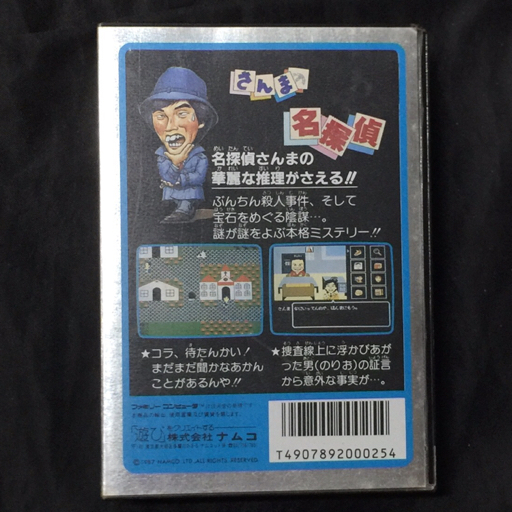 さんまの
名探偵
名探偵さんまの
華麗な推理がさえる!!
ぶんちん殺人事件、そして
宝石をめぐる陰謀…。
謎が謎をよぶ本格ミステリー!!
★コラ、待たんかい!
まだまだ聞かなあかん
ことがあるんや!!
★捜査線上に浮かびあが
った男(のりお)の証言
から意外な事実が…。
株式会社 ナムコ
©1987 NAMCO LTD.,ALL RIGHTS RESERVED.
T4907892000254